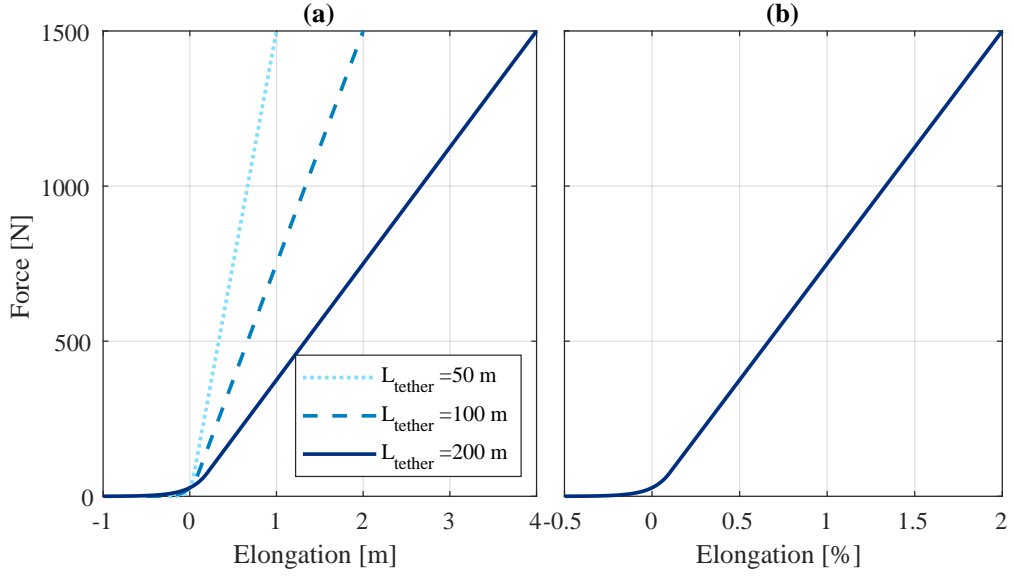 (a)
(b)
1500
1000
500
0
Force [N]
L_tether =50 m
L_tether =100 m
L_tether =200 m
-1 0 1 2 3 4
-0.5 0 0.5 1 1.5 2
Elongation [m]
Elongation [%]